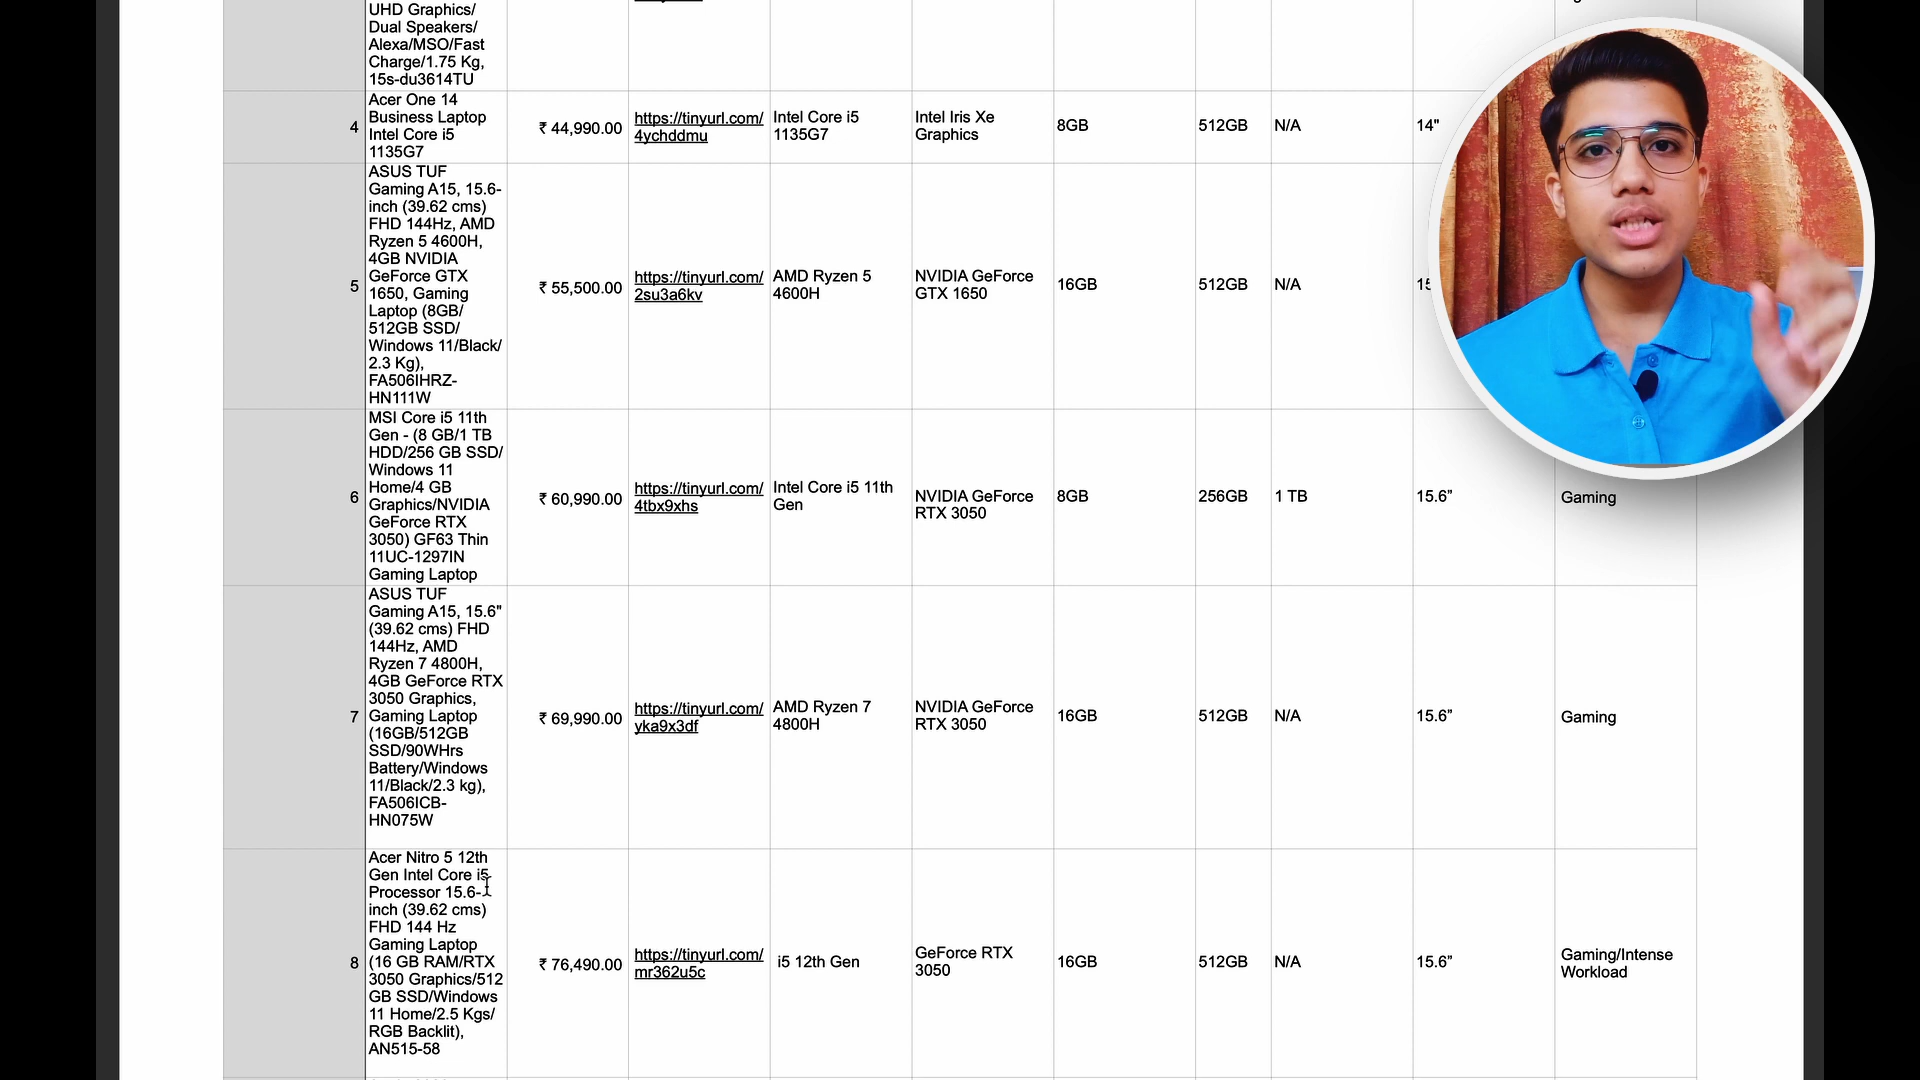 UHD Graphics/
Dual Speakers/
Alexa/MSO/Fast
Charge/1.75 Kg,
15s-du3614TU
4
Acer One 14
Business Laptop
Intel Core i5
1135G7
₹ 44,990.00
https://tinyurl.com/
4ychddmu
Intel Core i5
1135G7
Intel Iris Xe
Graphics
8GB
512GB
N/A
14"
5
ASUS TUF
Gaming A15, 15.6-
inch (39.62 cms)
FHD 144Hz, AMD
Ryzen 5 4600H,
4GB NVIDIA
GeForce GTX
1650, Gaming
Laptop (8GB/
512GB SSD/
Windows 11/Black/
2.3 Kg),
FA506IHRZ-
HN111W
₹ 55,500.00
https://tinyurl.com/
2su3a6kv
AMD Ryzen 5
4600H
NVIDIA GeForce
GTX 1650
16GB
512GB
N/A
6
MSI Core i5 11th
Gen - (8 GB/1 TB
HDD/256 GB SSD/
Windows 11
Home/4 GB
Graphics/NVIDIA
GeForce RTX
3050) GF63 Thin
11UC-1297IN
Gaming Laptop
₹ 60,990.00
https://tinyurl.com/
4tbx9xhs
Intel Core i5 11th
Gen
NVIDIA GeForce
RTX 3050
8GB
256GB
1 TB
15.6”
Gaming
7
ASUS TUF
Gaming A15, 15.6"
(39.62 cms) FHD
144Hz, AMD
Ryzen 7 4800H,
4GB GeForce RTX
3050 Graphics,
Gaming Laptop
(16GB/512GB
SSD/90WHrs
Battery/Windows
11/Black/2.3 kg),
FA506ICB-
HN075W
₹ 69,990.00
https://tinyurl.com/
yka9x3df
AMD Ryzen 7
4800H
NVIDIA GeForce
RTX 3050
16GB
512GB
N/A
15.6”
Gaming
8
Acer Nitro 5 12th
Gen Intel Core i5
Processor 15.6-
inch (39.62 cms)
FHD 144 Hz
Gaming Laptop
(16 GB RAM/RTX
3050 Graphics/512
GB SSD/Windows
11 Home/2.5 Kgs/
RGB Backlit),
AN515-58
₹ 76,490.00
https://tinyurl.com/
mr362u5c
i5 12th Gen
GeForce RTX
3050
16GB
512GB
N/A
15.6”
Gaming/Intense
Workload